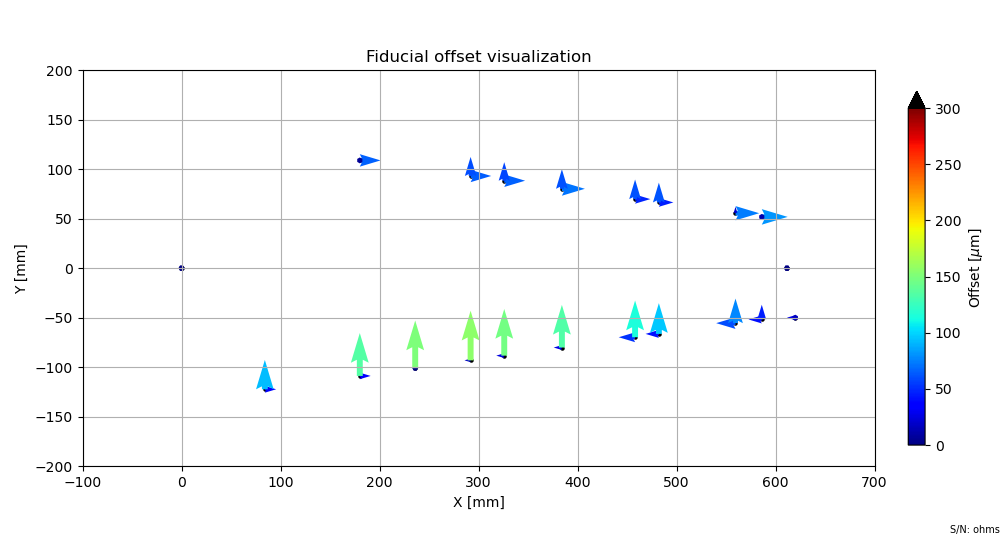 Fiducial offset visualization
200
150
100
50
0
−50
−100
−150
−200
Y [mm]
−100 0 100 200 300 400 500 600 700
X [mm]
300
250
200
150
100
50
0
Offset [μm]
S/N: ohms